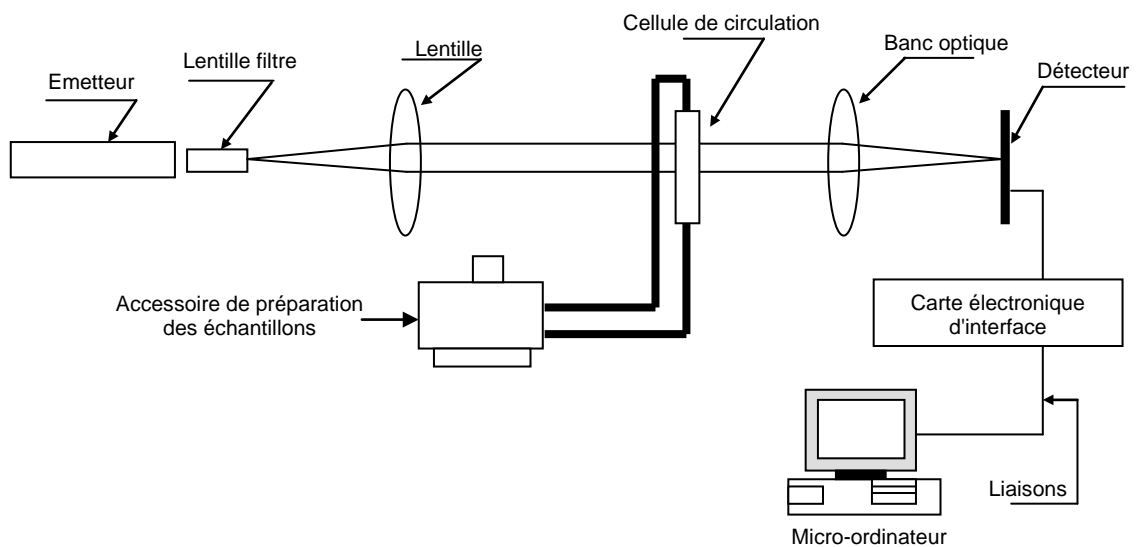 Cellule de circulation
Lentille
Banc optique
Lentille filtre
Détecteur
Emetteur
Accessoire de préparation
des échantillons
Carte électronique
d'interface
Liaisons
Micro-ordinateur